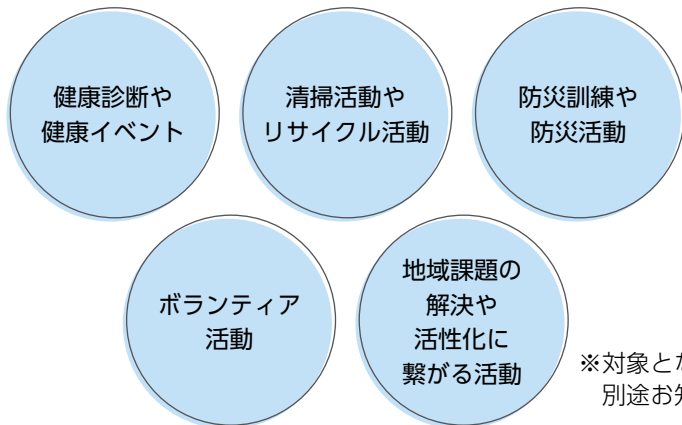 健康診断や
健康イベント
清掃活動や
リサイクル活動
防災訓練や
防災活動
ボランティア
活動
地域課題の
解決や
活性化に
繋がる活動
※対象とな
別途お知